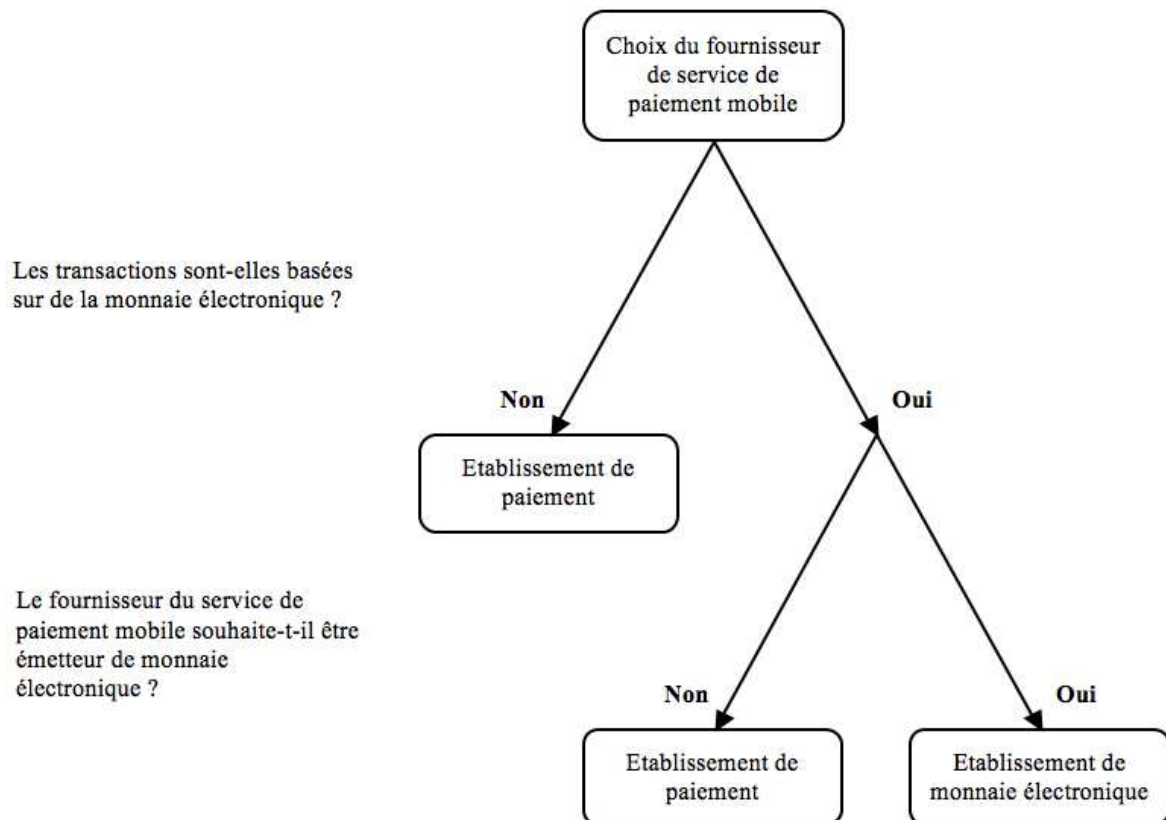 Choix du fournisseur
de service de
paiement mobile
Les transactions sont-elles basées
sur de la monnaie électronique ?
Non
Oui
Etablissement de
paiement
Le fournisseur du service de
paiement mobile souhaite-t-il être
émetteur de monnaie
électronique ?
Non
Oui
Etablissement de
paiement
Etablissement de
monnaie électronique